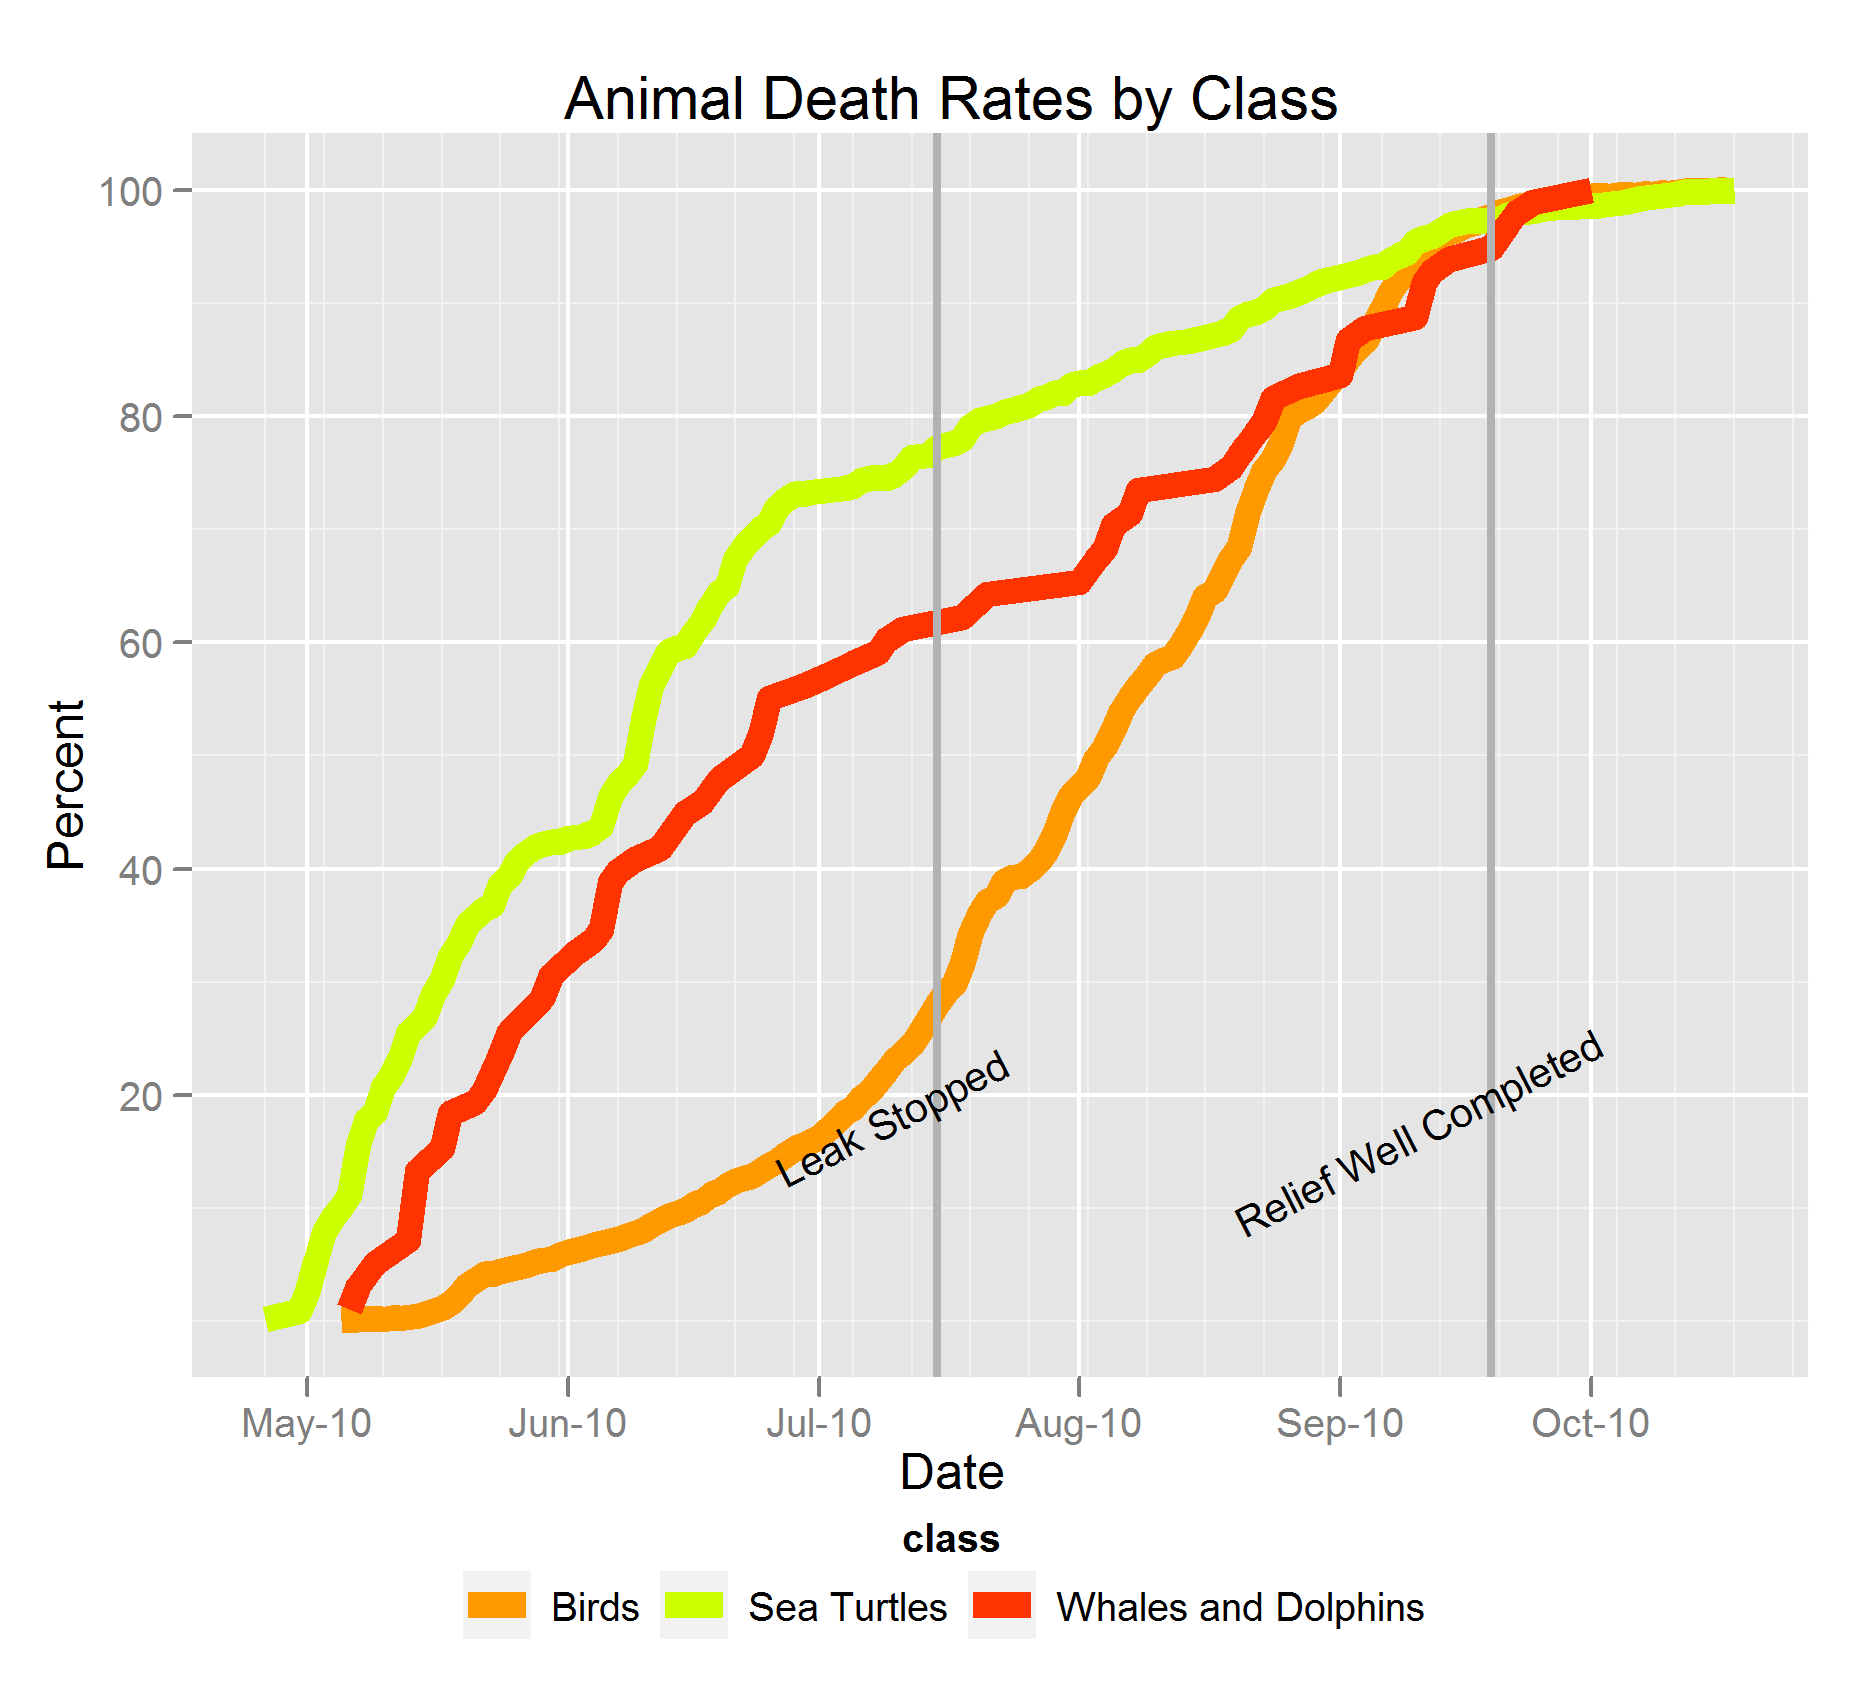 Animal Death Rates by Class
100
80
60
40
20
Percent
Leak Stopped
Relief Well Completed
May-10 Jun-10 Jul-10 Aug-10 Sep-10 Oct-10
Date
class
Birds Sea Turtles Whales and Dolphins